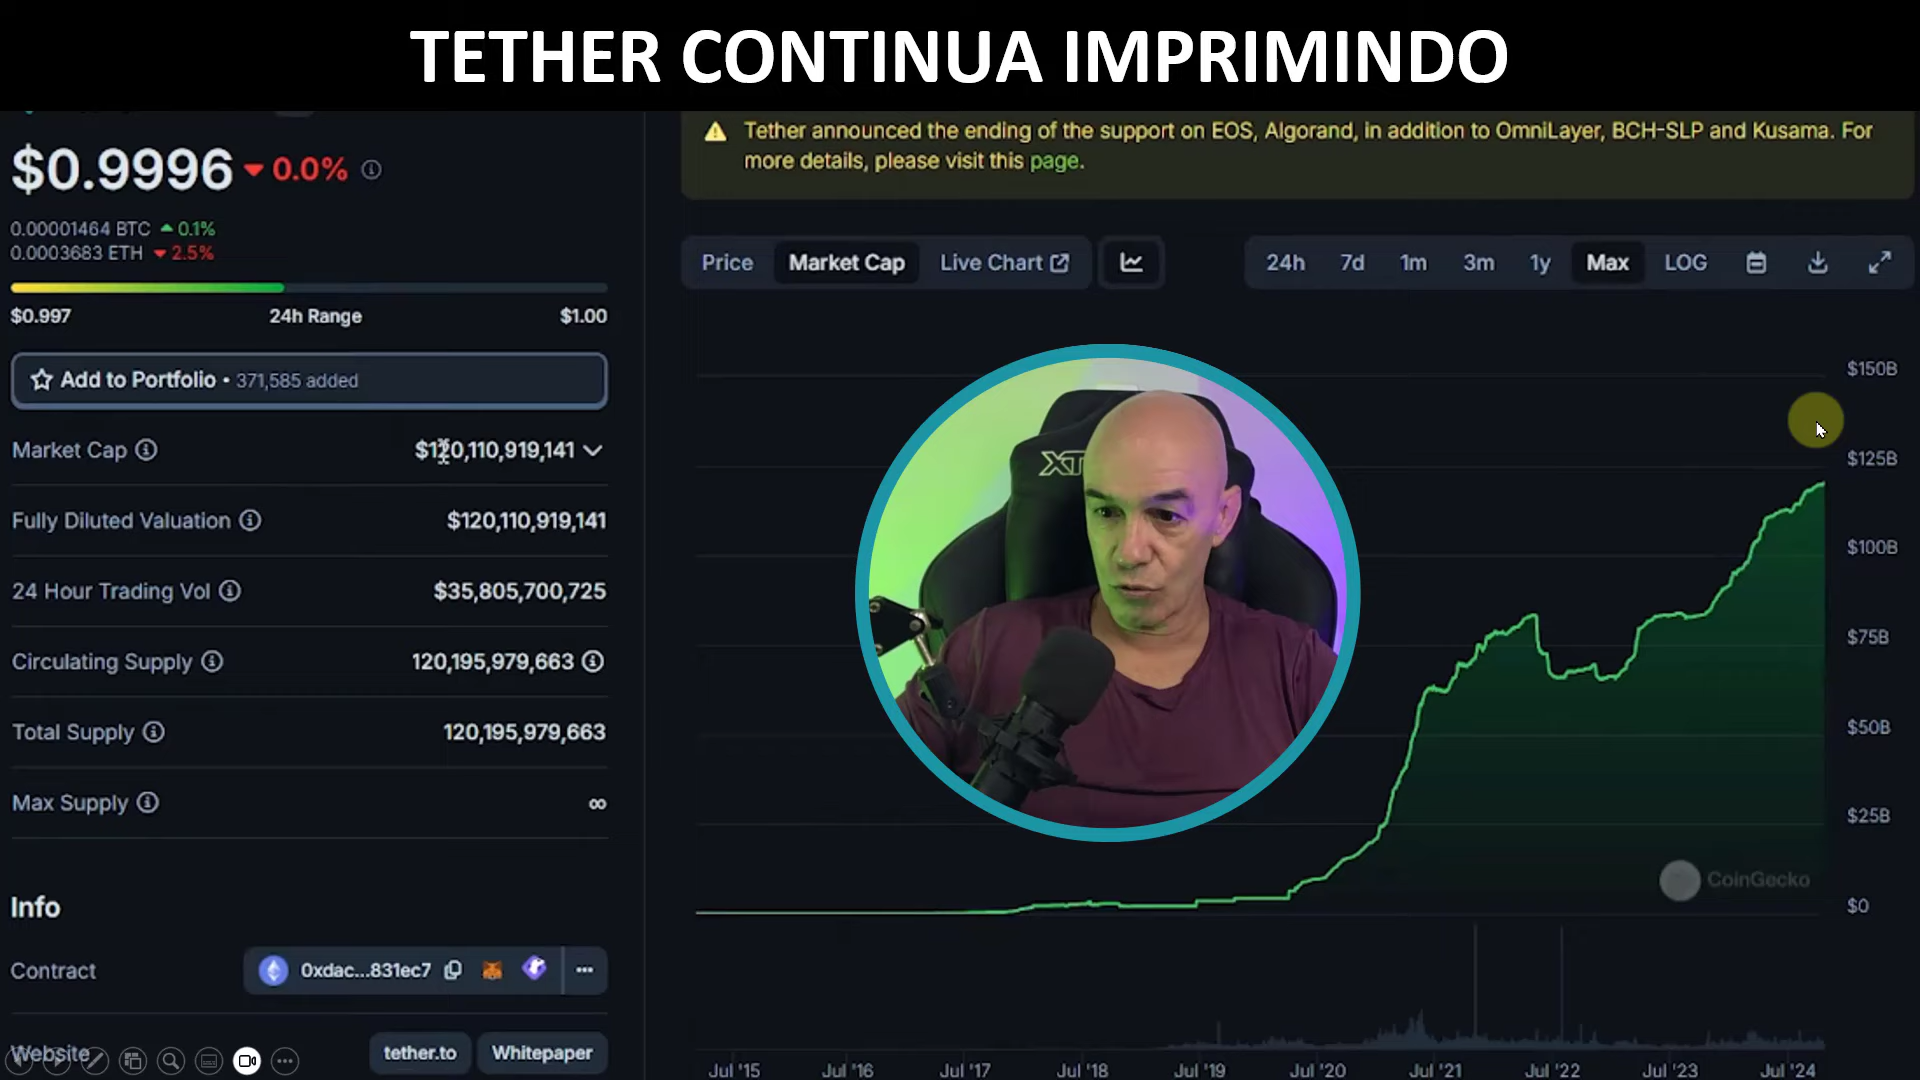 TETHER CONTINUA IMPRIMINDO
$0.9996 0.0%
0.00001464 BTC 0.1%
0.0003683 ETH 2.5%
$0.997 24h Range $1.00
Add to Portfolio • 371,585 added
Market Cap $120,110,919,141
Fully Diluted Valuation $120,110,919,141
24 Hour Trading Vol $35,805,700,725
Circulating Supply 120,195,979,663
Total Supply 120,195,979,663
Max Supply ∞
Info
Contract 0xdac...831ec7
Website tether.to Whitepaper
Tether announced the ending of the support on EOS, Algorand, in addition to OmniLayer, BCH-SLP and Kusama. For
more details, please visit this page.
Price Market Cap Live Chart 24h 7d 1m 3m 1y Max LOG
$150B
$125B
$100B
$75B
$50B
$25B
$0
XT
CoinGecko
Jul '15 Jul '16 Jul '17 Jul '18 Jul '19 Jul '20 Jul '21 Jul '22 Jul '23 Jul '24